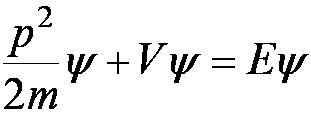 p²/2m ψ + Vψ = Eψ